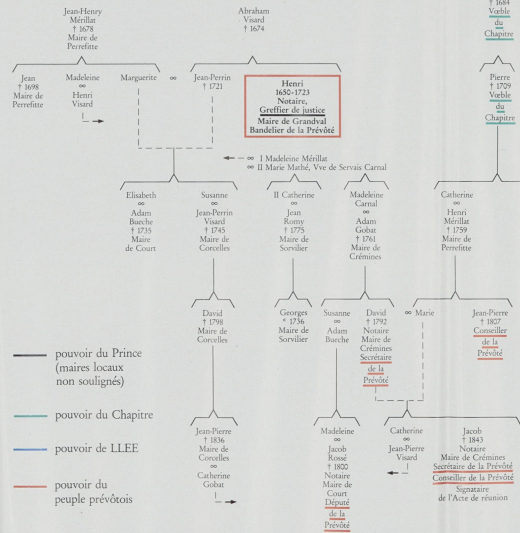 Jean-Henry
Mérillat
† 1678
Maire de
Perrefitte
Abraham
Visard
† 1674
† 1684
Vœble
du
Chapitre
Jean
† 1698
Maire de
Perrefitte
Madeleine
∞
Henri
Visard
Marguerite
∞
Jean-Perrin
† 1721
Henri
1650-1723
Notaire,
Greffier de justice
Maire de Grandval
Bandelier de la Prévôté
Pierre
† 1709
Vœble
du
Chapitre
∞ I Madeleine Mérillat
∞ II Marie Mathé, Vve de Servais Carnal
Elisabeth
∞
Adam
Bueche
† 1735
Maire
de Court
Susanne
∞
Jean-Perrin
Visard
† 1745
Maire de
Corcelles
II Catherine
∞
Jean
Romy
† 1775
Maire de
Sorvilier
Madeleine
Carnal
∞
Adam
Gobat
† 1761
Maire de
Crémines
Catherine
∞
Henri
Mérillat
† 1759
Maire de
Perrefitte
David
† 1798
Maire de
Corcelles
Georges
* 1736
Maire de
Sorvilier
Susanne
∞
Adam
Bueche
David
† 1792
Notaire
Maire de
Crémines
Secrétaire
de la
Prévôté
∞ Marie
Jean-Pierre
† 1807
Conseiller
de la
Prévôté
pouvoir du Prince
(maires locaux
non soulignés)
pouvoir du Chapitre
pouvoir de LLEE
pouvoir du
peuple prévôtois
Jean-Pierre
† 1836
Maire de
Corcelles
∞
Catherine
Gobat
Madeleine
∞
Jacob
Rossé
† 1800
Notaire
Maire de
Court
Député
de la
Prévôté
Catherine
∞
Jean-Pierre
Visard
Jacob
† 1843
Notaire
Maire de Crémines
Secrétaire de la Prévôté
Conseiller de la Prévôté
Signataire
de l'Acte de réunion